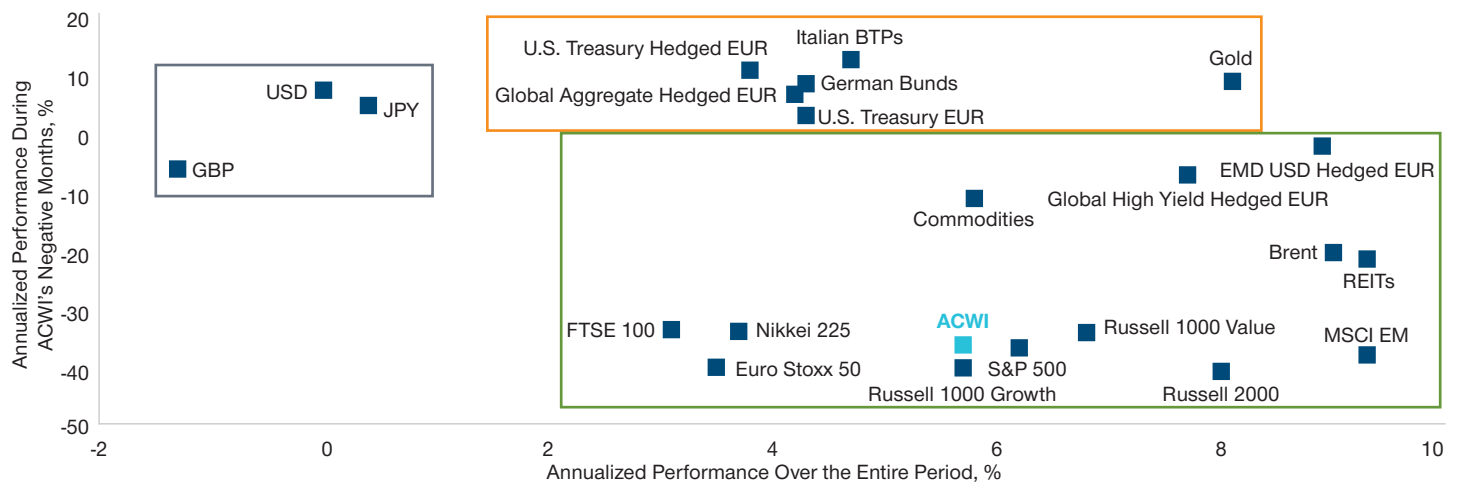 Annualized Performance During
ACWI's Negative Months, %
20
10
0
-10
-20
-30
-40
-50
USD
JPY
GBP
U.S. Treasury Hedged EUR
Italian BTPs
Gold
German Bunds
Global Aggregate Hedged EUR
U.S. Treasury EUR
EMD USD Hedged EUR
Global High Yield Hedged EUR
Commodities
Brent
REITs
ACWI
FTSE 100
Nikkei 225
Russell 1000 Value
MSCI EM
Euro Stoxx 50
S&P 500
Russell 1000 Growth
Russell 2000
-2
0
2
4
6
8
10
Annualized Performance Over the Entire Period, %